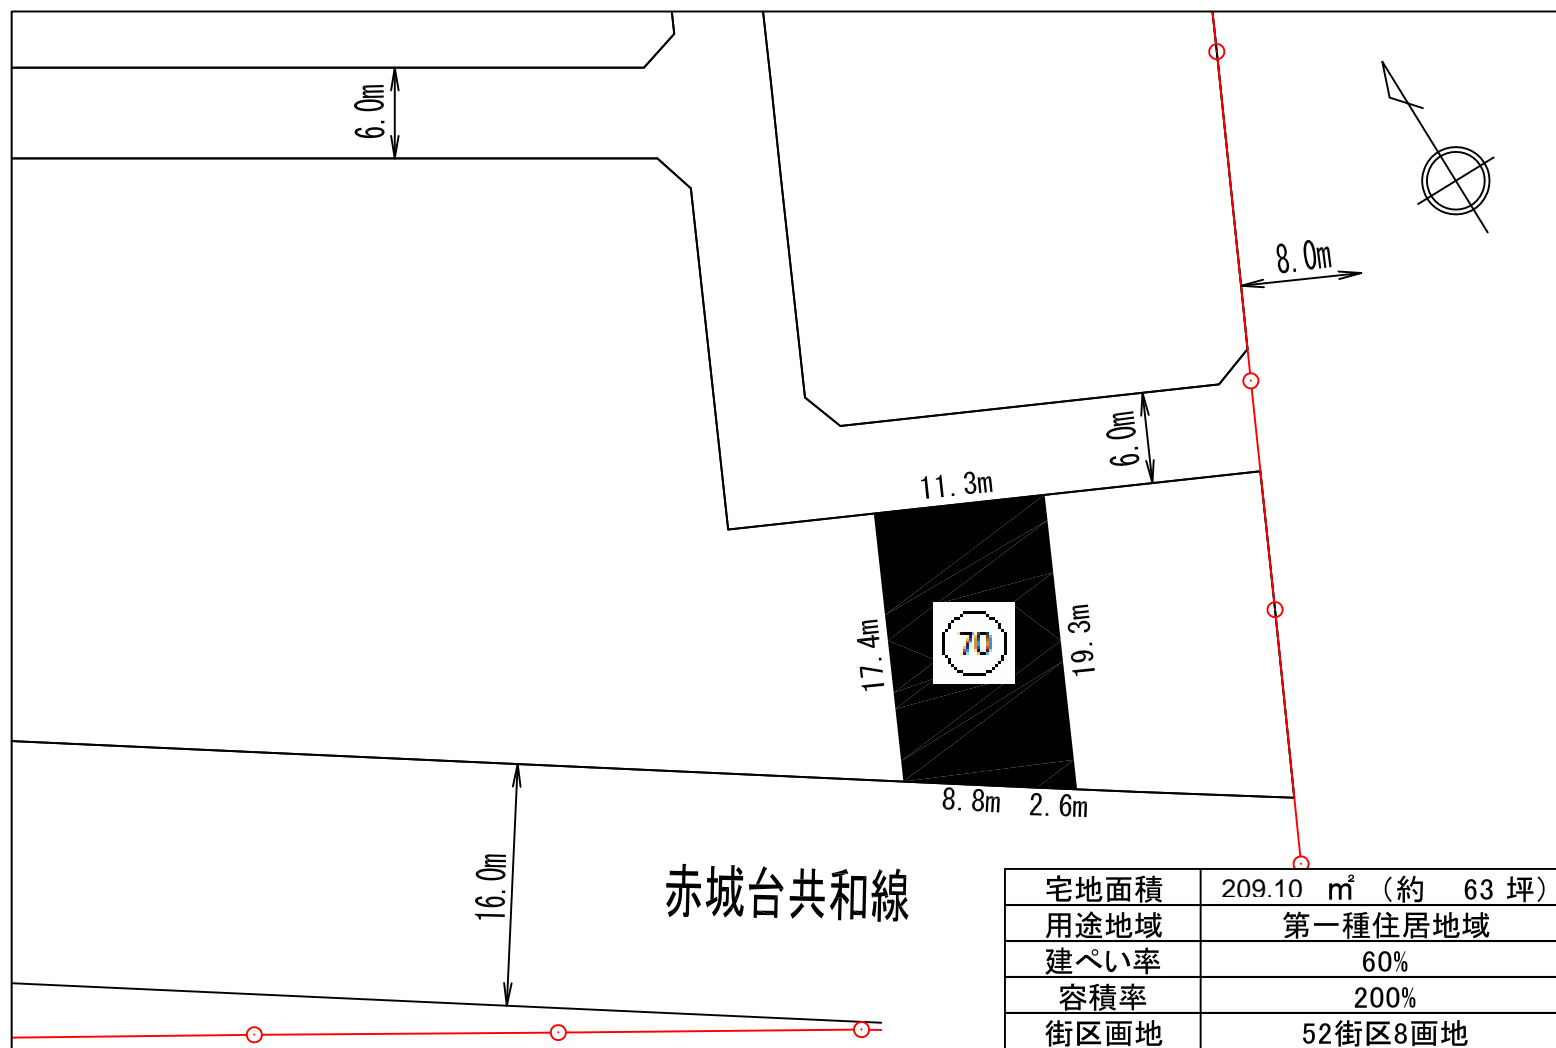 6.0m
8.0m
6.0m
11.3m
17.4m
70
19.3m
8.8m 2.6m
16.0m
赤城台共和線
宅地面積 209.10 ㎡ (約 63 坪)
用途地域 第一種住居地域
建ぺい率 60%
容積率 200%
街区画地 52街区8画地